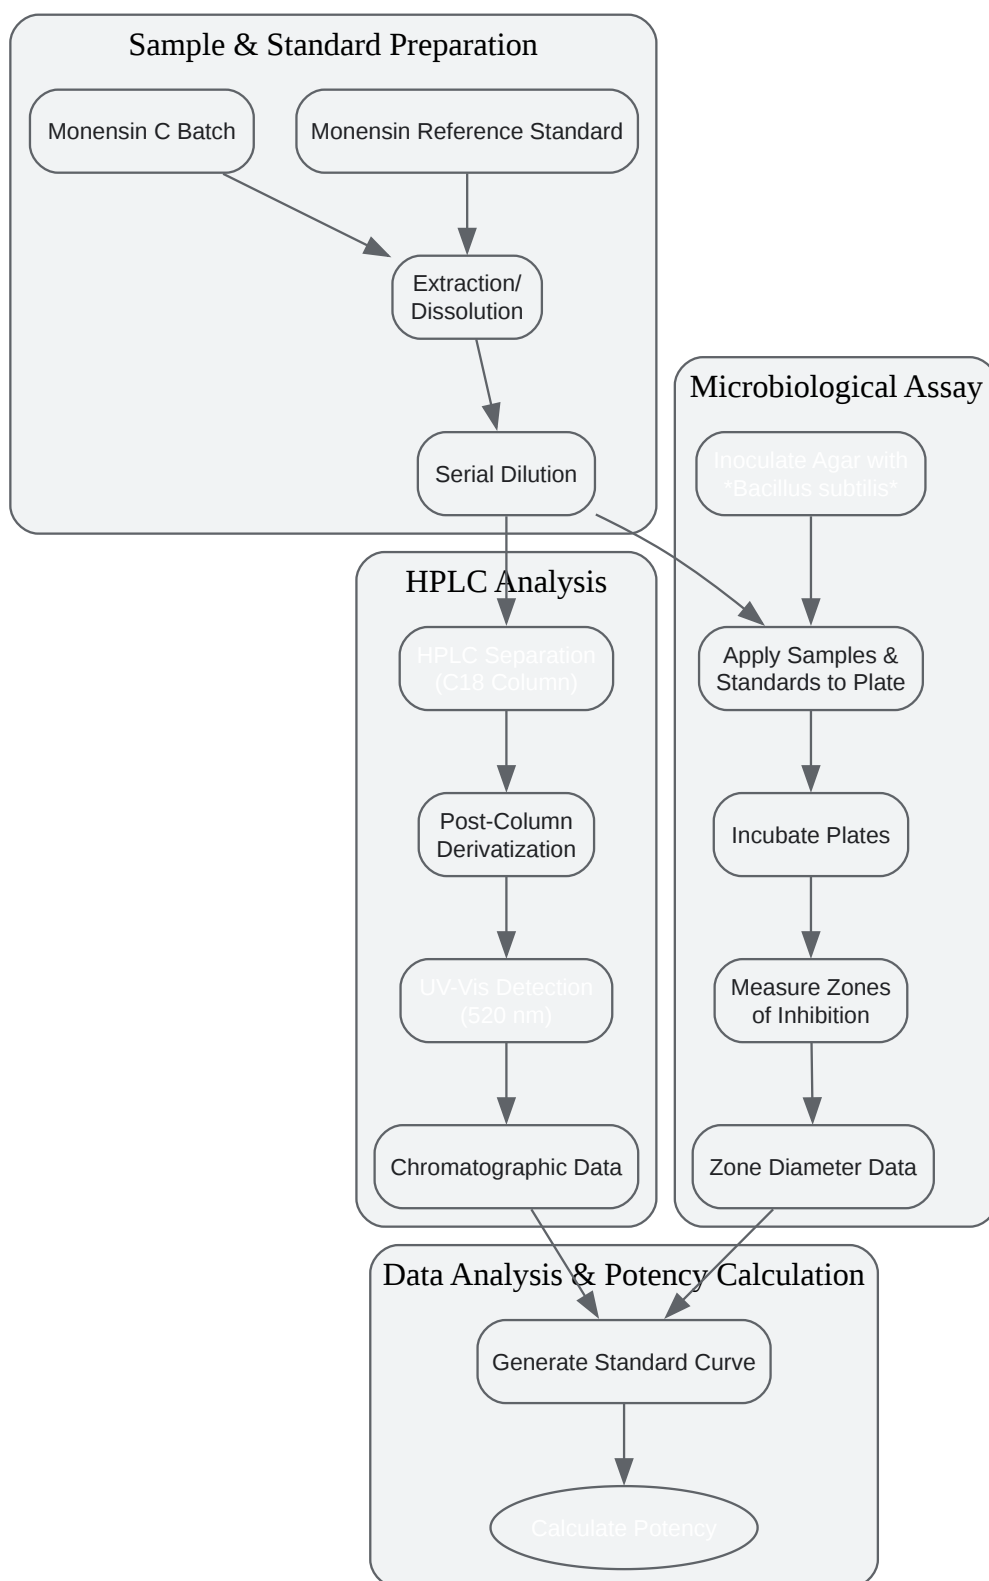 Sample & Standard Preparation
Monensin C Batch
Monensin Reference Standard
Extraction/
Dissolution
Serial Dilution
Microbiological Assay
Inoculate Agar with
*Bacillus subtilis*
HPLC Analysis
HPLC Separation
(C18 Column)
Apply Samples &
Standards to Plate
Post-Column
Derivatization
Incubate Plates
UV-Vis Detection
(520 nm)
Measure Zones
of Inhibition
Chromatographic Data
Zone Diameter Data
Data Analysis & Potency Calculation
Generate Standard Curve
Calculate Potency